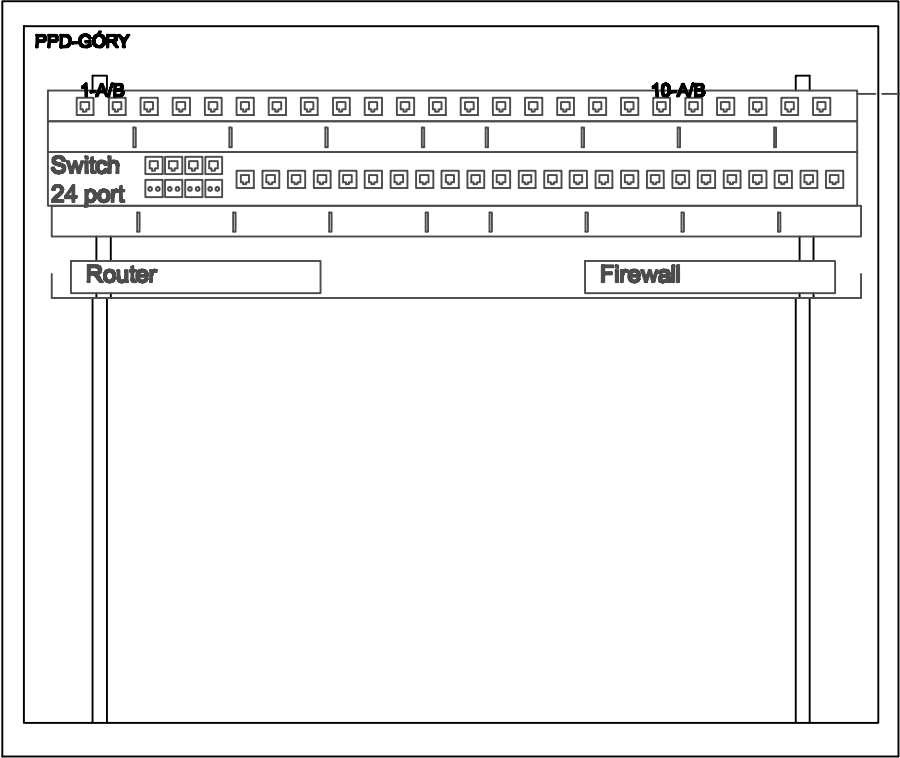 PPD-GÓRY
1-A/B 10-A/B
Switch
24 port
Router Firewall